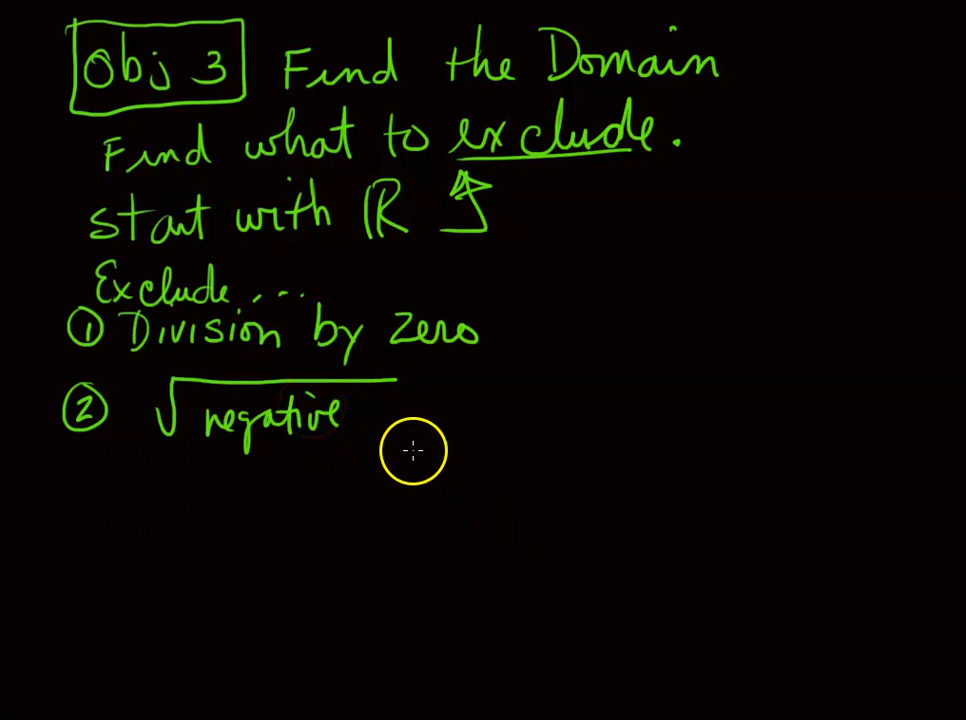 Obj 3 Find the Domain
Find what to exclude.
start with ℝ
Exclude....
① Division by zero
② √negative